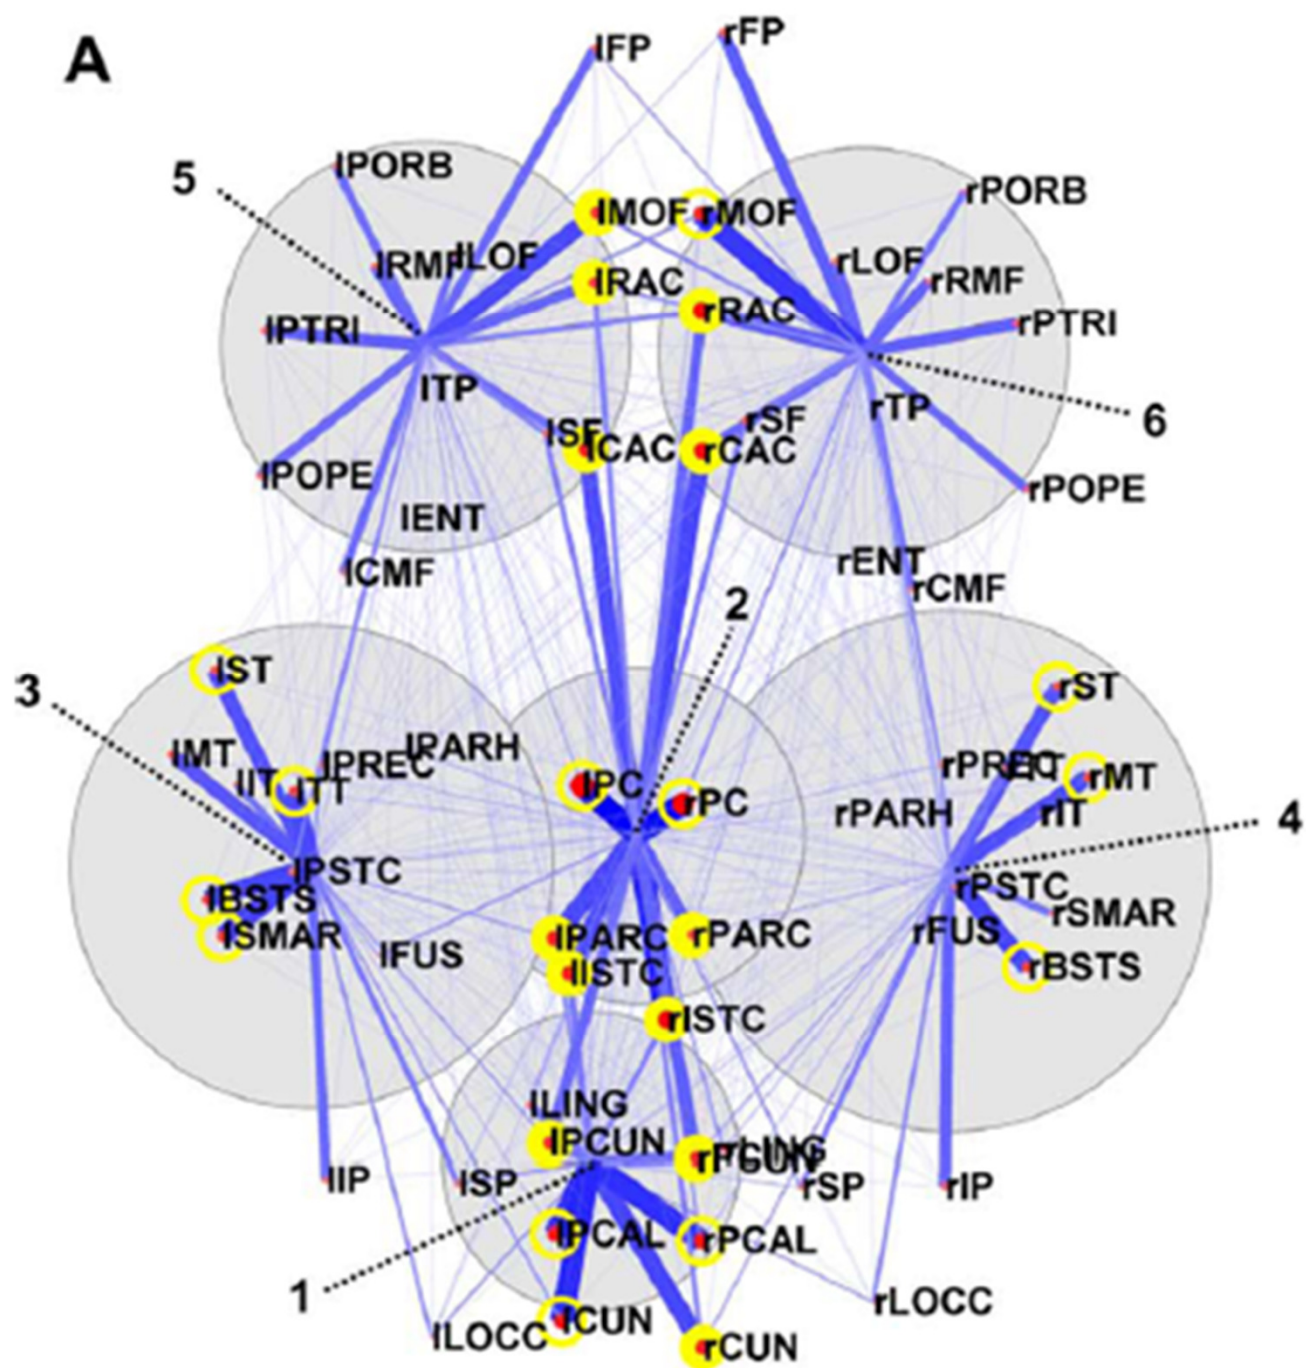 A
lFP
rFP
5
lPORB
rPORB
lMOF
rMOF
lRMF
lLOF
rLOF
rRMF
lRAC
rRAC
lPTRI
rPTRI
lTP
rTP
6
lSF
lCAC
rSF
rCAC
lPOPE
rPOPE
lENT
rENT
lCMF
rCMF
2
3
lST
rST
lMT
lIT
lTT
lPREC
lPARH
lPC
rPC
rPREC
rTT
rMT
rPARH
rIT
4
lPSTC
rPSTC
lBSTS
lSMAR
lFUS
lPARC
rPARC
rFUS
rSMAR
rBSTS
lISTC
rISTC
lLING
lPCUN
rPCUN
rLING
lIP
lSP
rSP
rIP
lPCAL
rPCAL
1
lCUN
lLOCC
rLOCC
rCUN